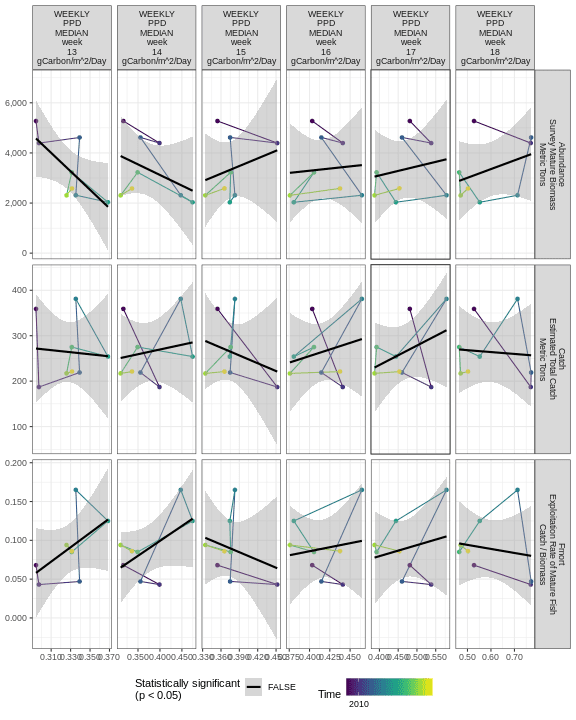 WEEKLY
PPD
MEDIAN
week
13
gCarbon/m^2/Day
WEEKLY
PPD
MEDIAN
week
14
gCarbon/m^2/Day
WEEKLY
PPD
MEDIAN
week
15
gCarbon/m^2/Day
WEEKLY
PPD
MEDIAN
week
16
gCarbon/m^2/Day
WEEKLY
PPD
MEDIAN
week
17
gCarbon/m^2/Day
WEEKLY
PPD
MEDIAN
week
18
gCarbon/m^2/Day
6,000
4,000
2,000
0
Abundance
Survey Mature Biomass
Metric Tons
400
300
200
100
Catch
Estimated Total Catch
Metric Tons
0.200
0.150
0.100
0.050
0.000
Fmort
Exploitation Rate of Mature Fish
Catch / Biomass
0.310 0.330 0.350 0.370
0.350 0.400 0.450
0.330 0.360 0.390 0.420 0.450
0.375 0.400 0.425 0.450
0.400 0.450 0.500 0.550
0.50 0.60 0.70
Statistically significant
(p < 0.05)
FALSE
Time
2010